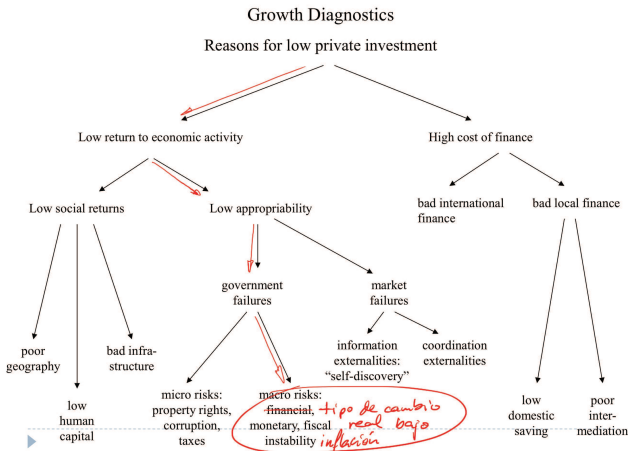 Growth Diagnostics
Reasons for low private investment
Low return to economic activity
High cost of finance
Low social returns
Low appropriability
bad international
finance
bad local finance
government
failures
market
failures
poor
geography
bad infra-
structure
information
externalities:
“self-discovery”
coordination
externalities
low
human
capital
micro risks:
property rights,
corruption,
taxes
macro risks:
financial,
monetary, fiscal
instability
tipo de cambio
real bajo
inflación
low
domestic
saving
poor
inter-
mediation